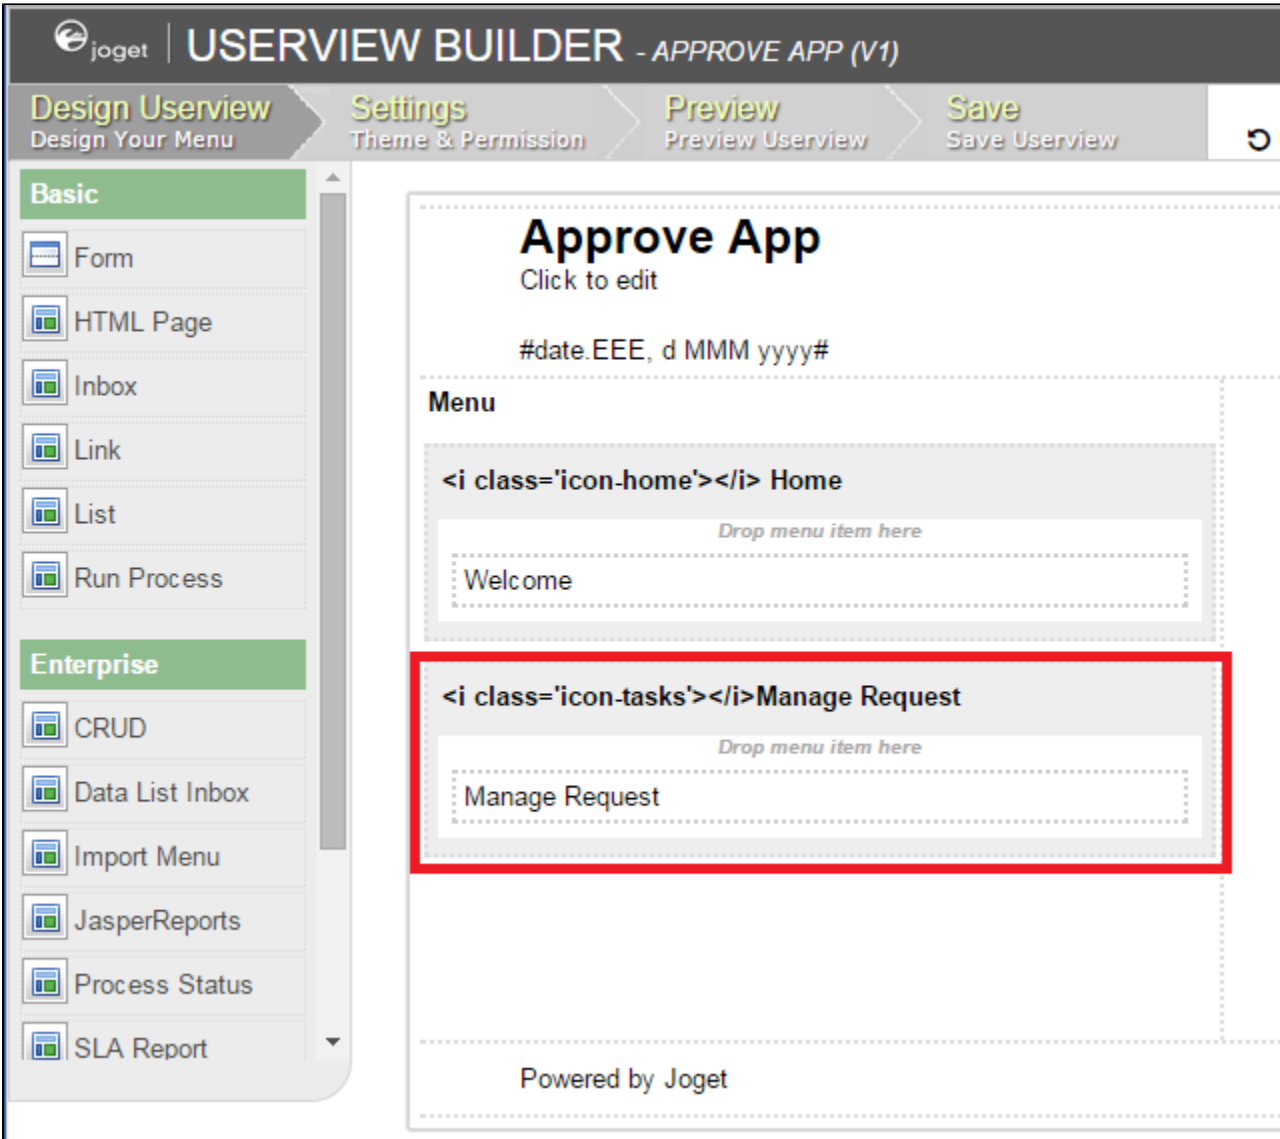 joget | USERVIEW BUILDER - APPROVE APP (V1)
Design Userview
Design Your Menu
Settings
Theme & Permission
Preview
Preview Userview
Save
Save Userview
Basic
Form
HTML Page
Inbox
Link
List
Run Process
Enterprise
CRUD
Data List Inbox
Import Menu
JasperReports
Process Status
SLA Report
Approve App
Click to edit
#date.EEE, d MMM yyyy#
Menu
<i class='icon-home'></i> Home
Drop menu item here
Welcome
<i class='icon-tasks'></i>Manage Request
Drop menu item here
Manage Request
Powered by Joget